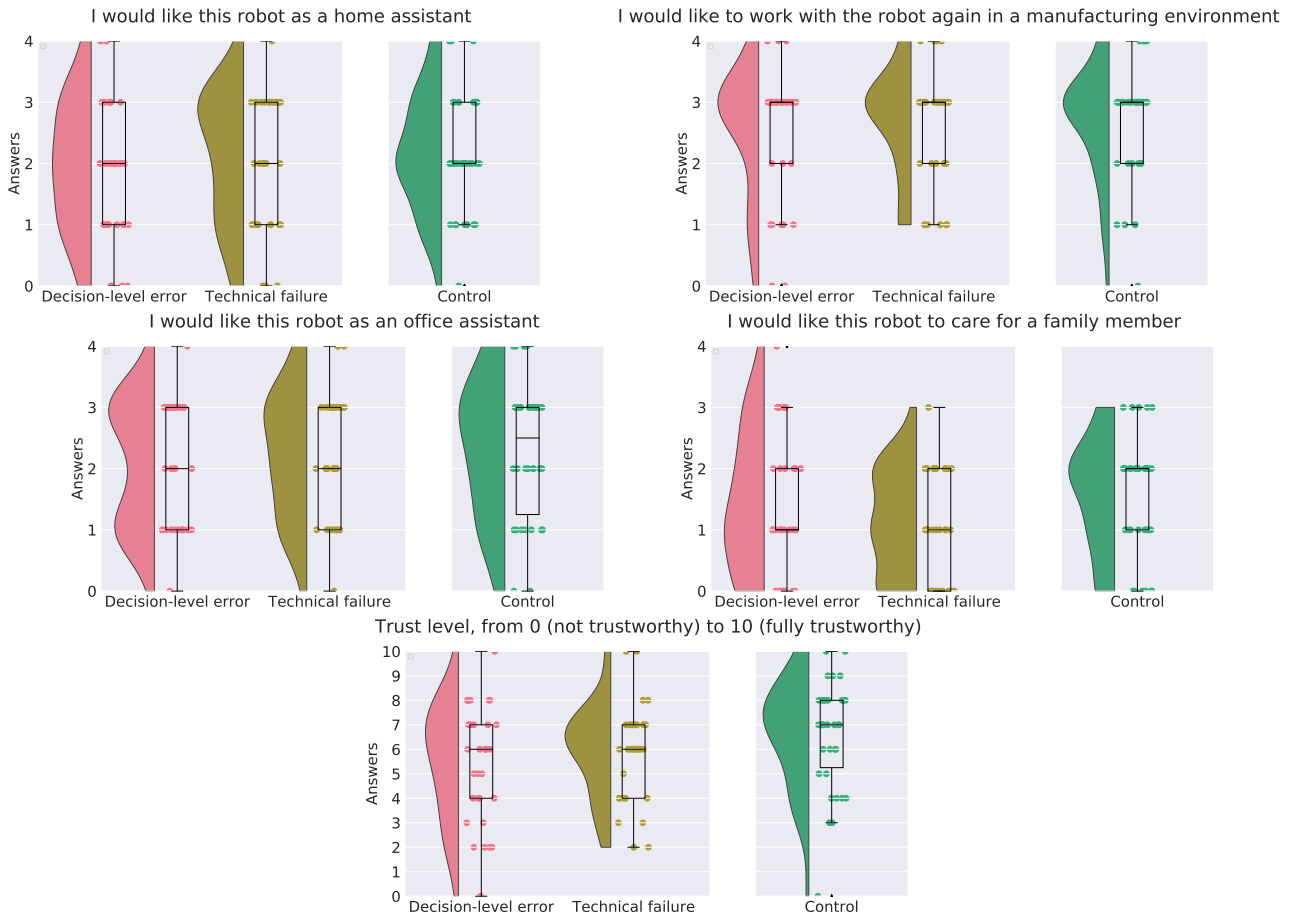 I would like this robot as a home assistant
4
3
2
1
0
Answers
Decision-level error
Technical failure
Control
I would like to work with the robot again in a manufacturing environment
4
3
2
1
0
Answers
Decision-level error
Technical failure
Control
I would like this robot as an office assistant
4
3
2
1
0
Answers
Decision-level error
Technical failure
Control
I would like this robot to care for a family member
4
3
2
1
0
Answers
Decision-level error
Technical failure
Control
Trust level, from 0 (not trustworthy) to 10 (fully trustworthy)
10
9
8
7
6
5
4
3
2
1
0
Answers
Decision-level error
Technical failure
Control